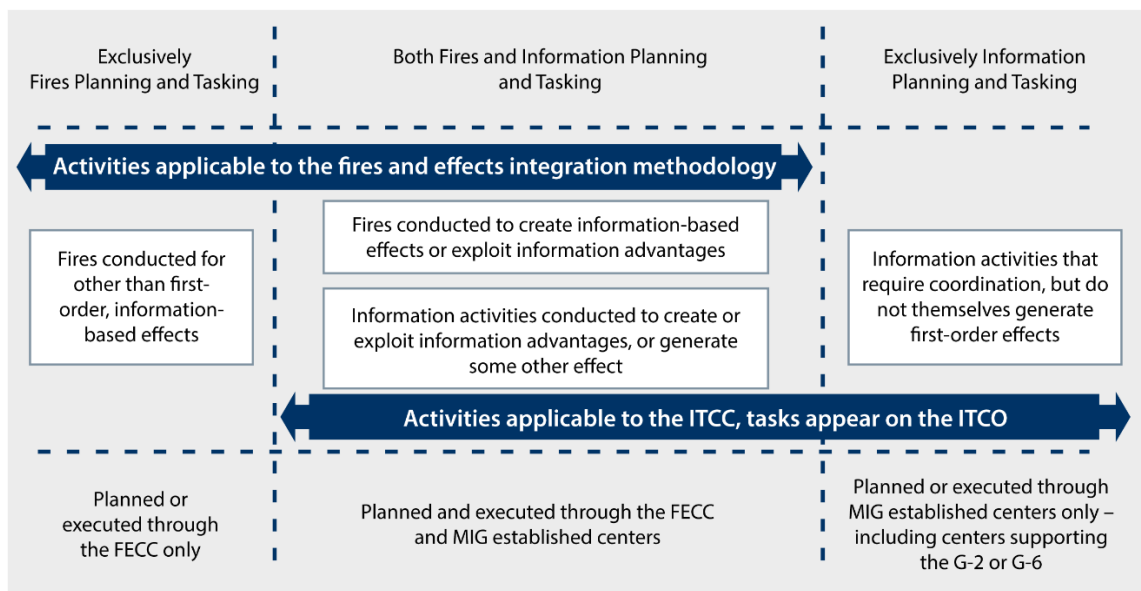 Exclusively
Fires Planning and Tasking
Both Fires and Information Planning
and Tasking
Exclusively Information
Planning and Tasking
Activities applicable to the fires and effects integration methodology
Fires conducted for
other than first-
order, information-
based effects
Fires conducted to create information-based
effects or exploit information advantages
Information activities conducted to create or
exploit information advantages, or generate
some other effect
Information activities that
require coordination, but do
not themselves generate
first-order effects
Activities applicable to the ITCC, tasks appear on the ITCO
Planned or
executed through
the FECC only
Planned and executed through the FECC
and MIG established centers
Planned or executed through
MIG established centers only –
including centers supporting
the G-2 or G-6